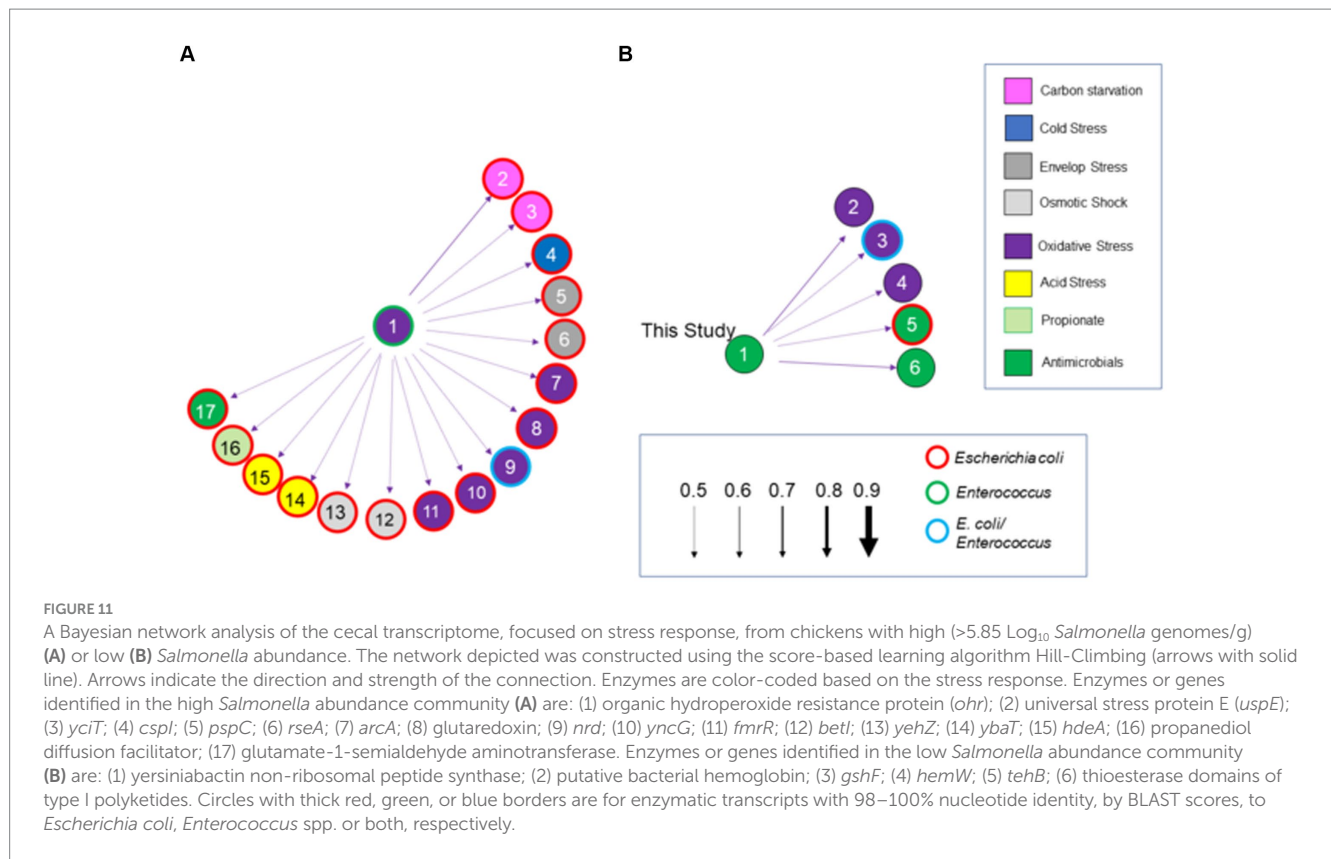 A
B
2
3
4
5
6
7
8
9
10
11
12
13
14
15
16
17
1
This Study
1
2
3
4
5
6
Carbon starvation
Cold Stress
Envelop Stress
Osmotic Shock
Oxidative Stress
Acid Stress
Propionate
Antimicrobials
0.5 0.6 0.7 0.8 0.9
Escherichia coli
Enterococcus
E. coli/
Enterococcus
FIGURE 11
A Bayesian network analysis of the cecal transcriptome, focused on stress response, from chickens with high (>5.85 Log₁₀ Salmonella genomes/g)
(A) or low (B) Salmonella abundance. The network depicted was constructed using the score-based learning algorithm Hill-Climbing (arrows with solid
line). Arrows indicate the direction and strength of the connection. Enzymes are color-coded based on the stress response. Enzymes or genes
identified in the high Salmonella abundance community (A) are: (1) organic hydroperoxide resistance protein (ohr); (2) universal stress protein E (uspE);
(3) yciT; (4) cspI; (5) pspC; (6) rseA; (7) arcA; (8) glutaredoxin; (9) nrd; (10) yncG; (11) fmrR; (12) betI; (13) yehZ; (14) ybaT; (15) hdeA; (16) propanediol
diffusion facilitator; (17) glutamate-1-semialdehyde aminotransferase. Enzymes or genes identified in the low Salmonella abundance community
(B) are: (1) yersiniabactin non-ribosomal peptide synthase; (2) putative bacterial hemoglobin; (3) gshF; (4) hemW; (5) tehB; (6) thioesterase domains of
type I polyketides. Circles with thick red, green, or blue borders are for enzymatic transcripts with 98–100% nucleotide identity, by BLAST scores, to
Escherichia coli, Enterococcus spp. or both, respectively.